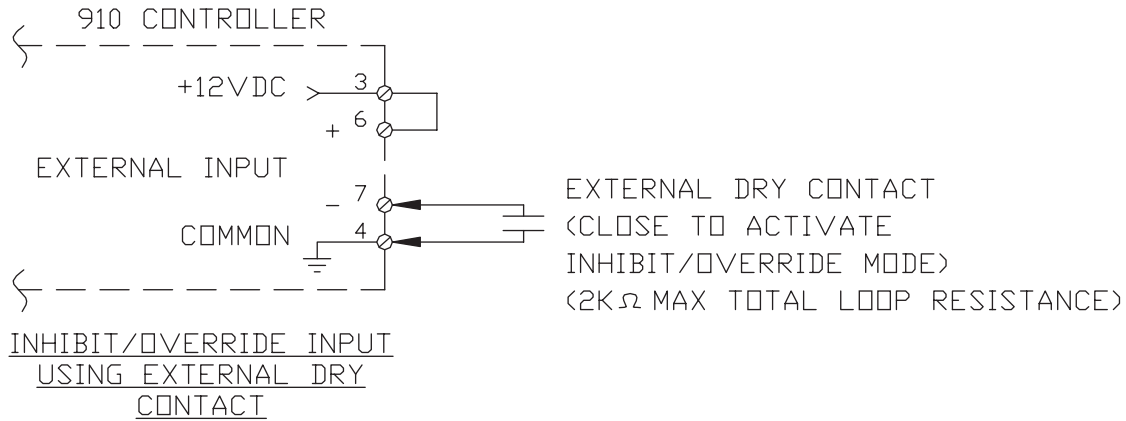 910 CONTROLLER
+12VDC
3
+
6
EXTERNAL INPUT
-
7
COMMON
4
EXTERNAL DRY CONTACT
(CLOSE TO ACTIVATE
INHIBIT/OVERRIDE MODE)
(2KΩ MAX TOTAL LOOP RESISTANCE)
INHIBIT/OVERRIDE INPUT
USING EXTERNAL DRY
CONTACT